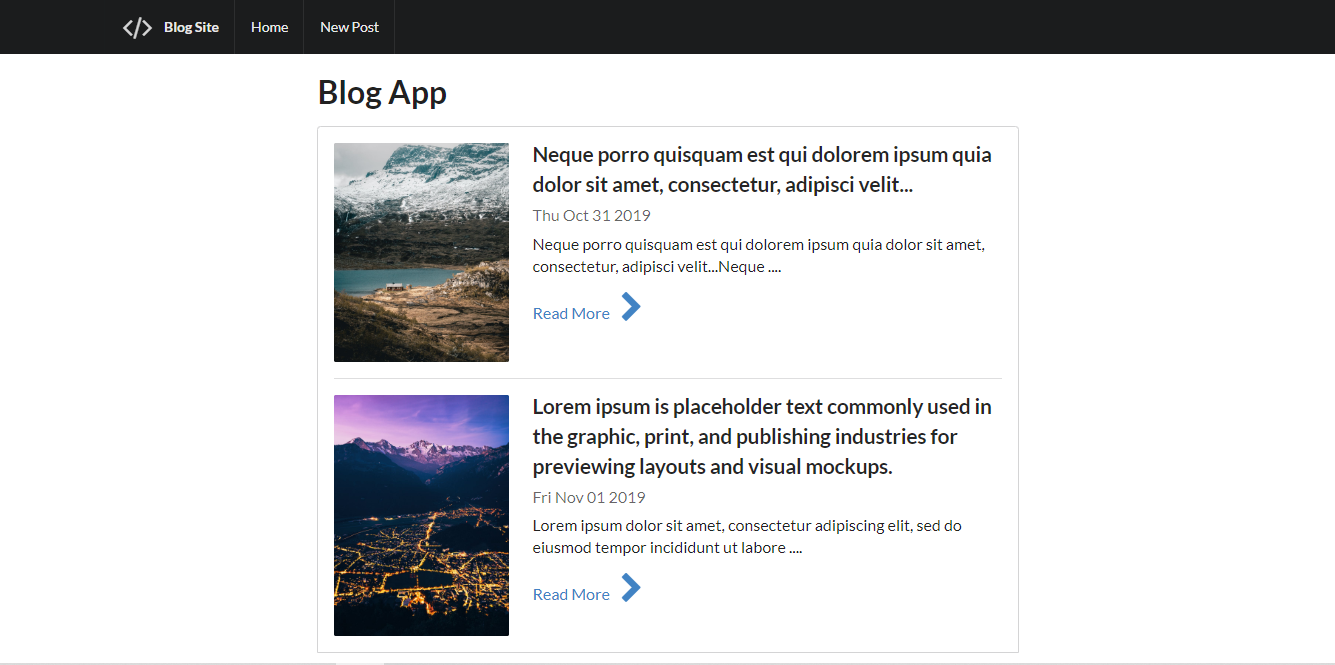 </> Blog Site Home New Post
Blog App
Neque porro quisquam est qui dolorem ipsum quia
dolor sit amet, consectetur, adipisci velit...
Thu Oct 31 2019
Neque porro quisquam est qui dolorem ipsum quia dolor sit amet,
consectetur, adipisci velit...Neque ....
Read More
Lorem ipsum is placeholder text commonly used in
the graphic, print, and publishing industries for
previewing layouts and visual mockups.
Fri Nov 01 2019
Lorem ipsum dolor sit amet, consectetur adipiscing elit, sed do
eiusmod tempor incididunt ut labore ....
Read More